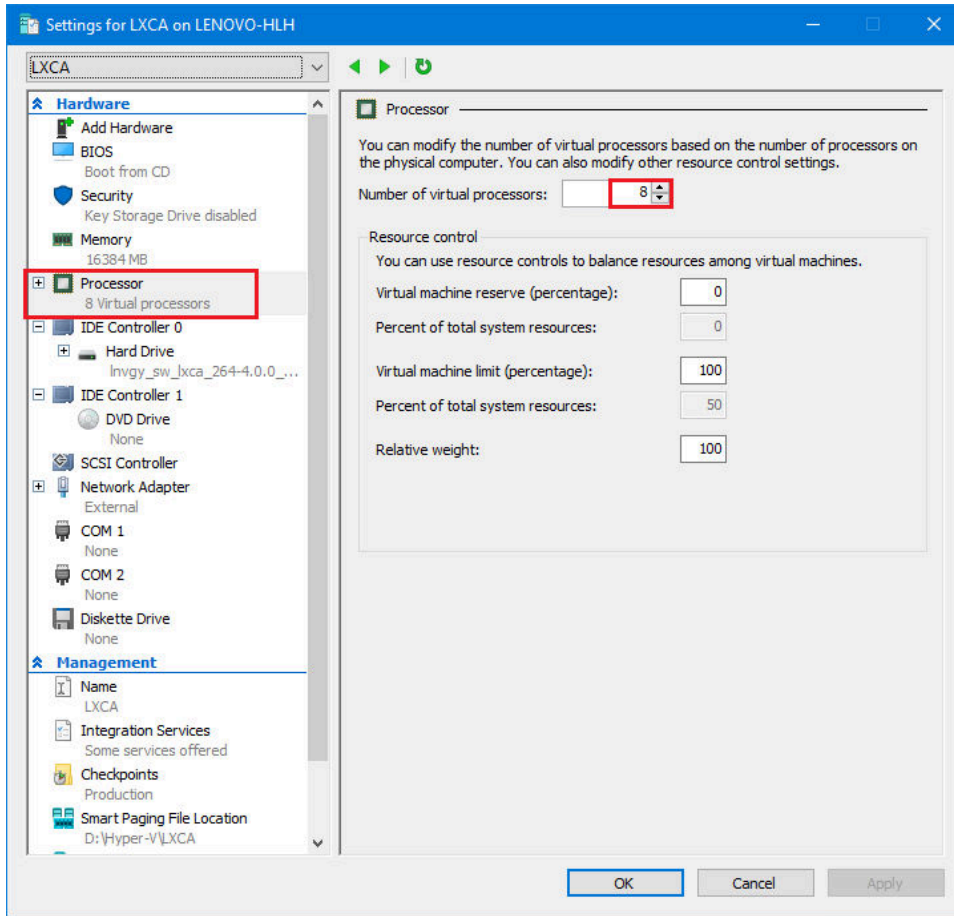 Settings for LXCA on LENOVO-HLH
LXCA
Hardware
Add Hardware
BIOS
Boot from CD
Security
Key Storage Drive disabled
Memory
16384 MB
Processor
8 Virtual processors
IDE Controller 0
Hard Drive
lnvgy_sw_lxca_264-4.0.0_...
IDE Controller 1
DVD Drive
None
SCSI Controller
Network Adapter
External
COM 1
None
COM 2
None
Diskette Drive
None
Management
Name
LXCA
Integration Services
Some services offered
Checkpoints
Production
Smart Paging File Location
D:\Hyper-V\LXCA
Processor
You can modify the number of virtual processors based on the number of processors on
the physical computer. You can also modify other resource control settings.
Number of virtual processors: 8
Resource control
You can use resource controls to balance resources among virtual machines.
Virtual machine reserve (percentage): 0
Percent of total system resources: 0
Virtual machine limit (percentage): 100
Percent of total system resources: 50
Relative weight: 100
OK Cancel Apply